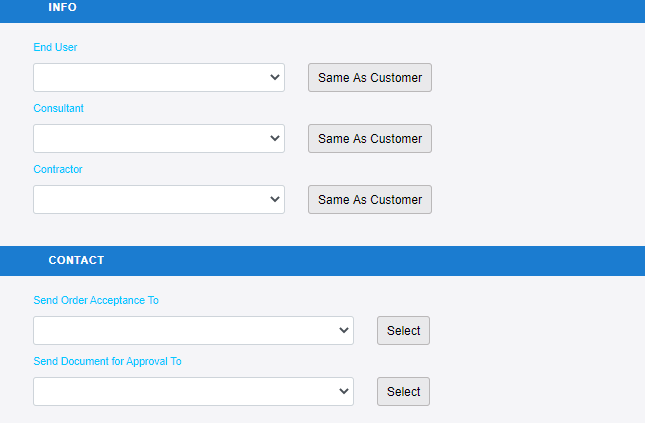 INFO
End User
Same As Customer
Consultant
Same As Customer
Contractor
Same As Customer
CONTACT
Send Order Acceptance To
Select
Send Document for Approval To
Select